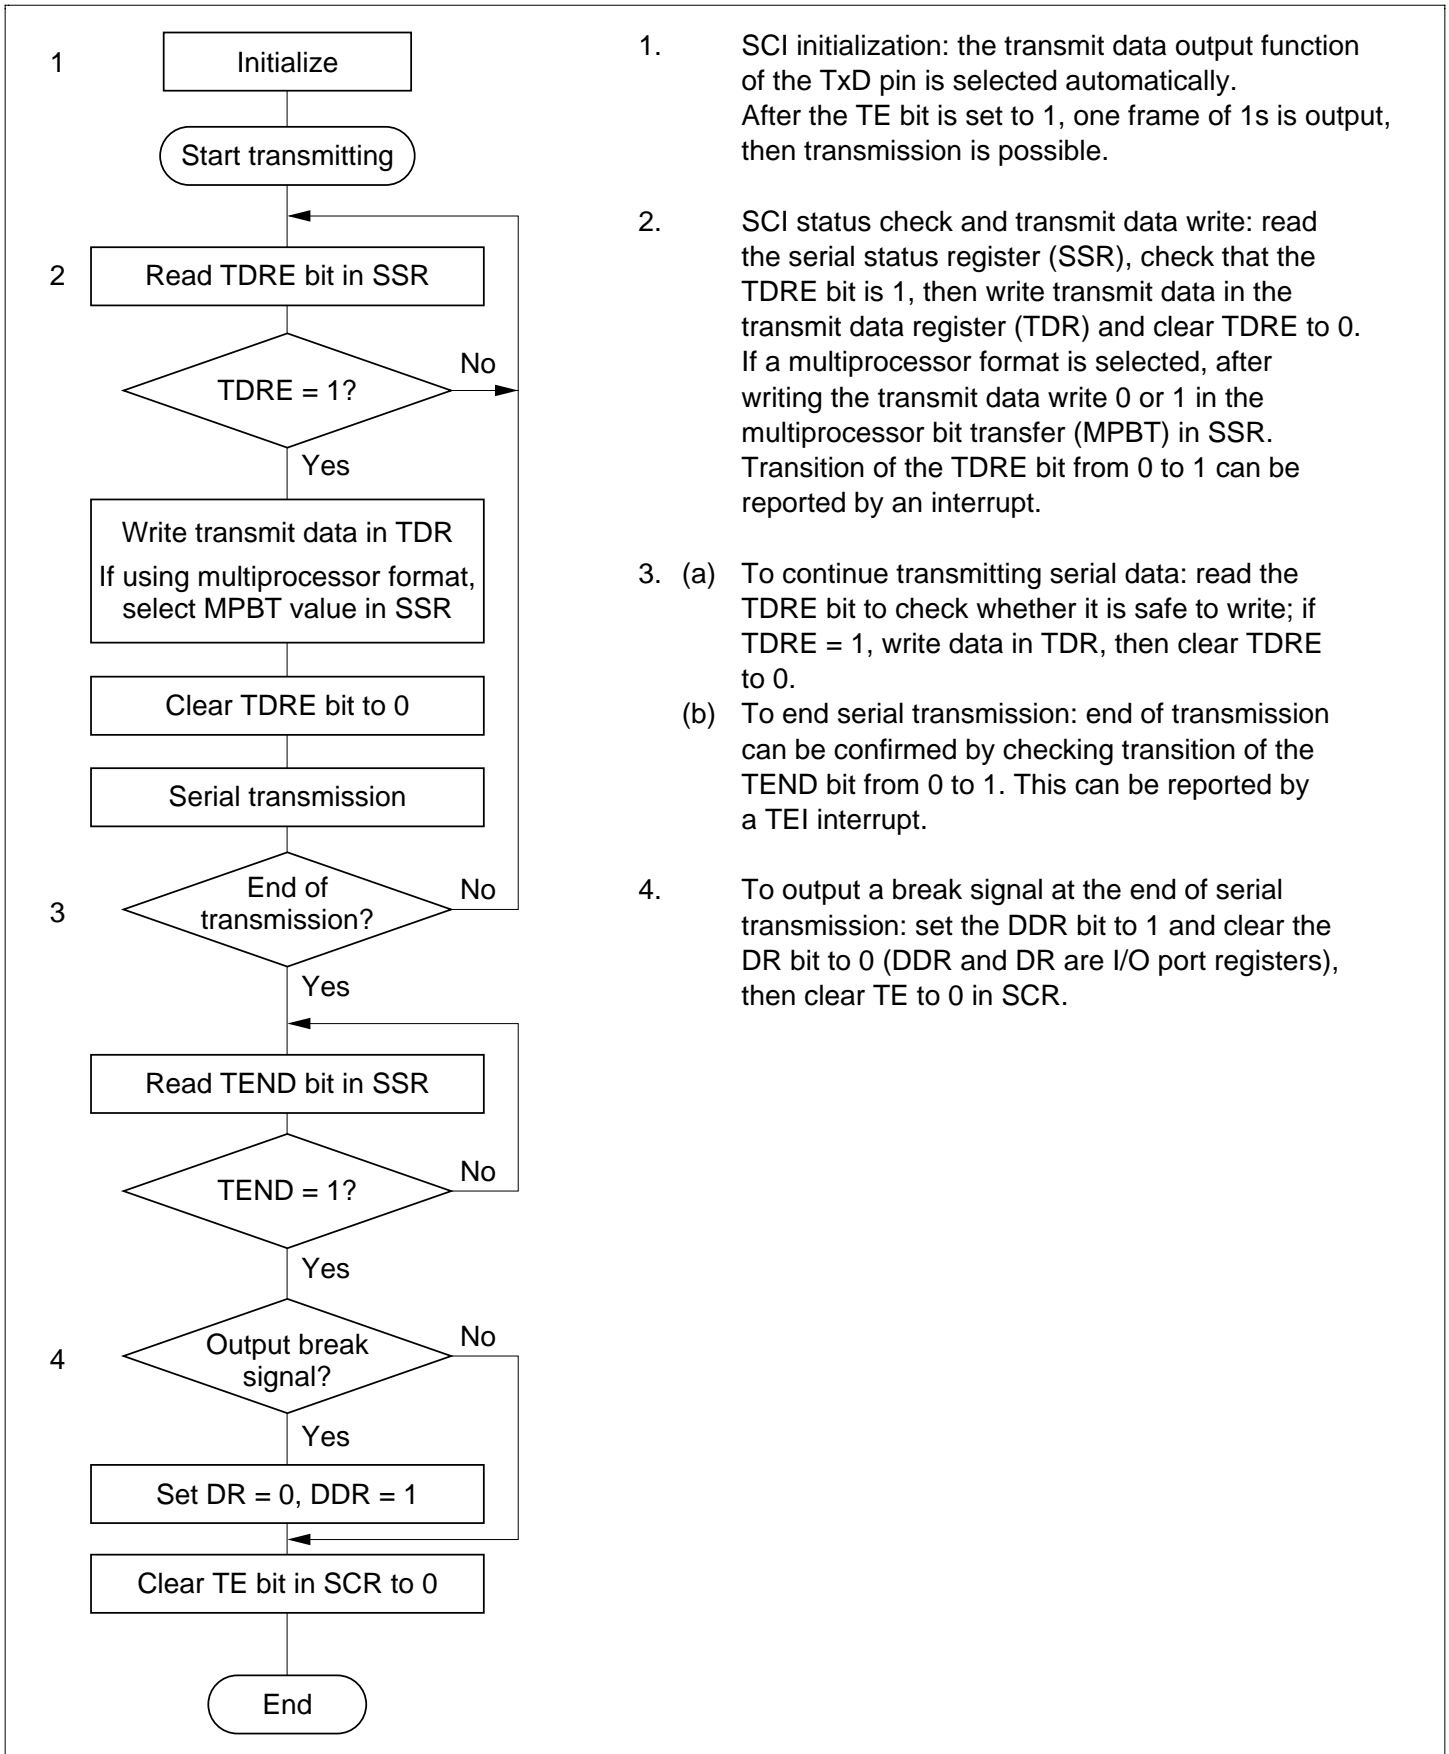 1
Initialize
Start transmitting
2
Read TDRE bit in SSR
TDRE = 1?
No
Yes
Write transmit data in TDR
If using multiprocessor format,
select MPBT value in SSR
Clear TDRE bit to 0
Serial transmission
3
End of
transmission?
No
Yes
Read TEND bit in SSR
TEND = 1?
No
Yes
4
Output break
signal?
No
Yes
Set DR = 0, DDR = 1
Clear TE bit in SCR to 0
End
1. SCI initialization: the transmit data output function
of the TxD pin is selected automatically.
After the TE bit is set to 1, one frame of 1s is output,
then transmission is possible.
2. SCI status check and transmit data write: read
the serial status register (SSR), check that the
TDRE bit is 1, then write transmit data in the
transmit data register (TDR) and clear TDRE to 0.
If a multiprocessor format is selected, after
writing the transmit data write 0 or 1 in the
multiprocessor bit transfer (MPBT) in SSR.
Transition of the TDRE bit from 0 to 1 can be
reported by an interrupt.
3. (a) To continue transmitting serial data: read the
TDRE bit to check whether it is safe to write; if
TDRE = 1, write data in TDR, then clear TDRE
to 0.
(b) To end serial transmission: end of transmission
can be confirmed by checking transition of the
TEND bit from 0 to 1. This can be reported by
a TEI interrupt.
4. To output a break signal at the end of serial
transmission: set the DDR bit to 1 and clear the
DR bit to 0 (DDR and DR are I/O port registers),
then clear TE to 0 in SCR.